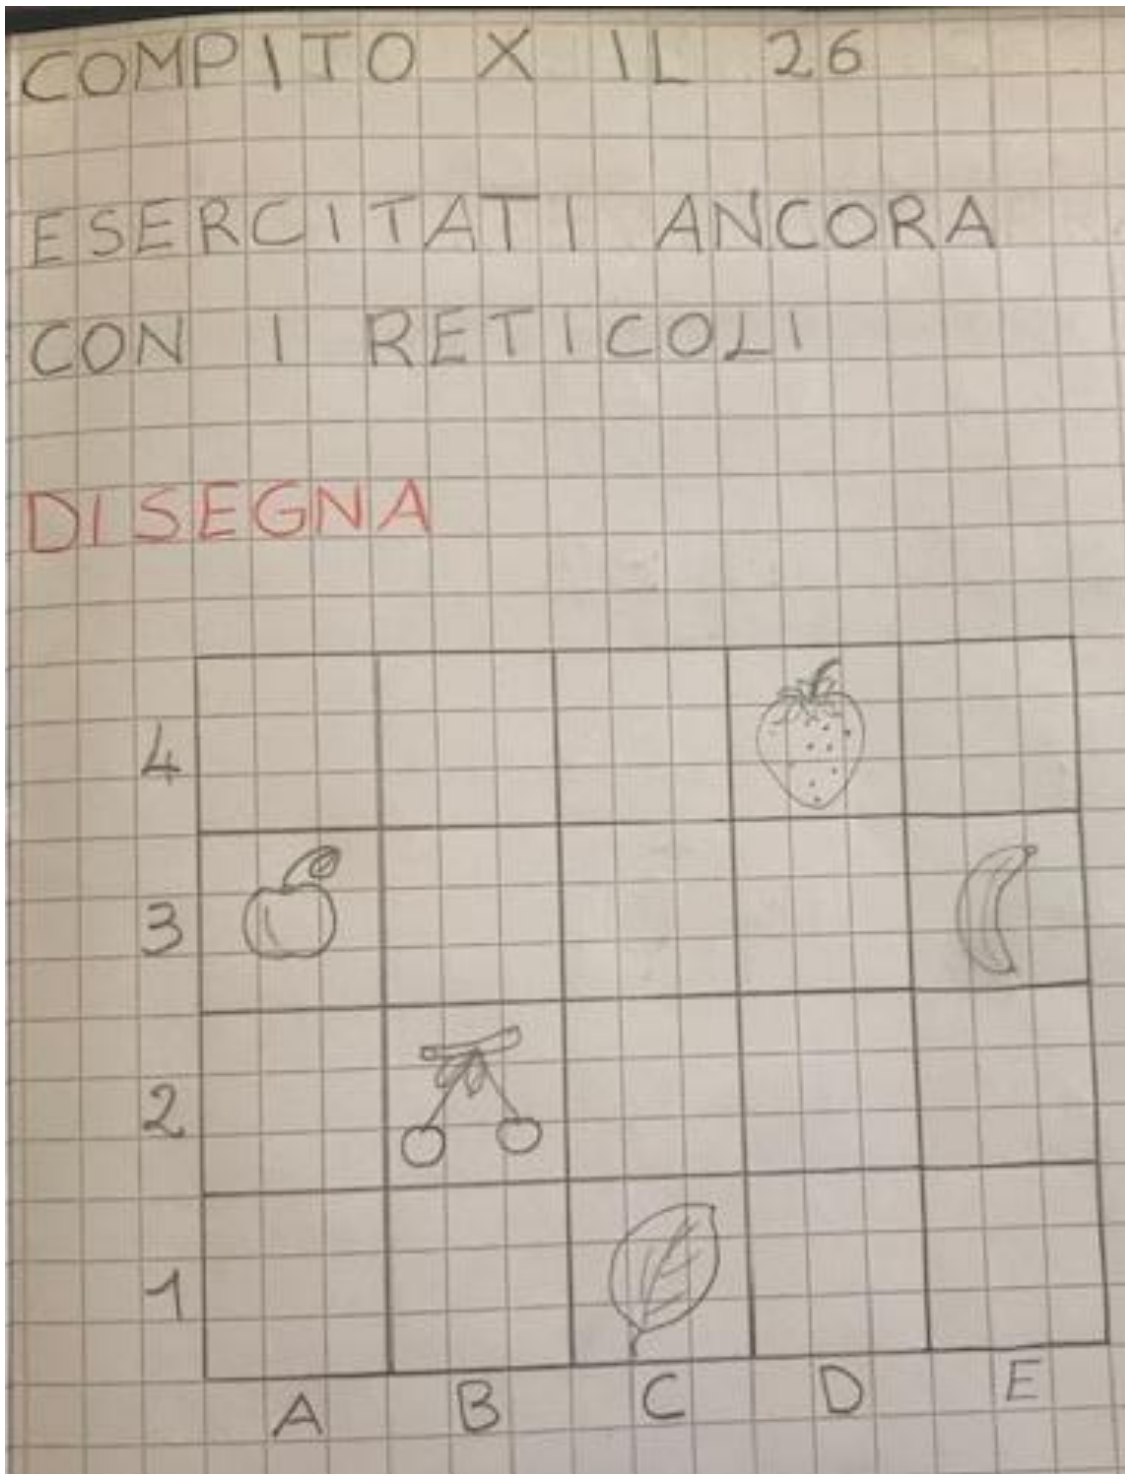 COMPITO X IL 26
ESERCITATI ANCORA
CON I RETICOLI
DISEGNA
4
3
2
1
A B C D E